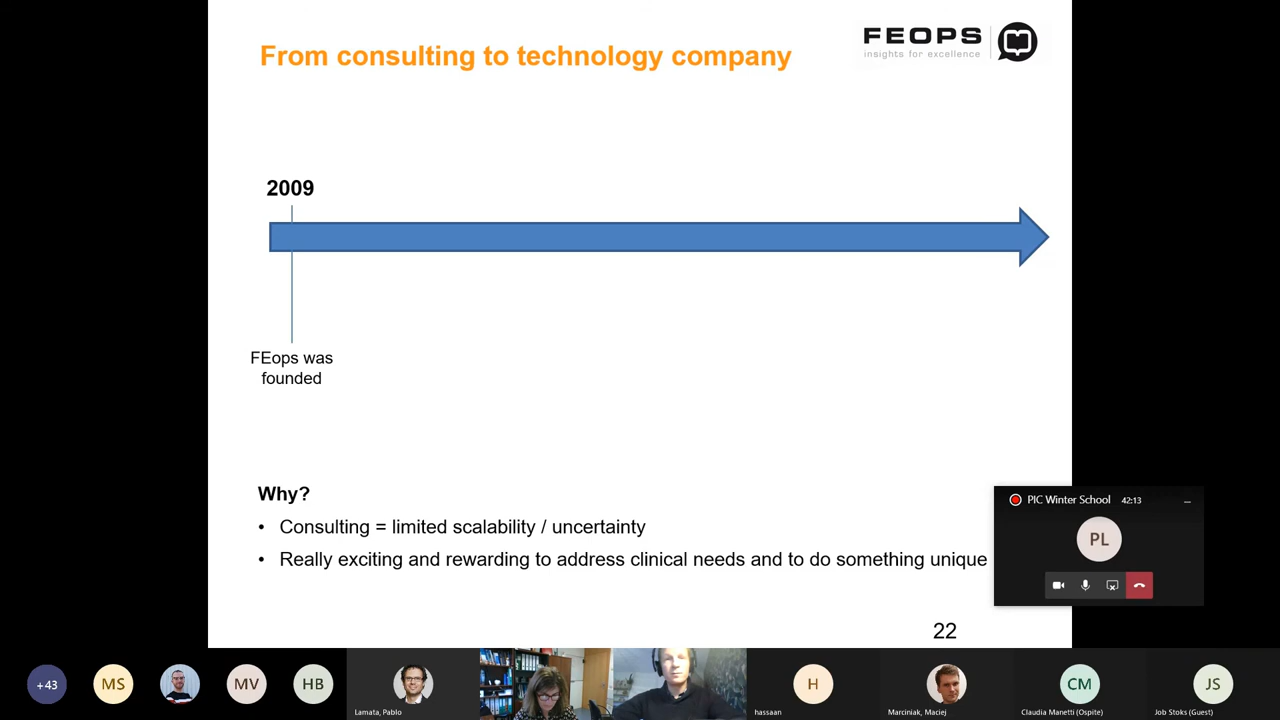 From consulting to technology company
FEOPS
insights for excellence
2009
FEops was
founded
Why?
• Consulting = limited scalability / uncertainty
• Really exciting and rewarding to address clinical needs and to do something unique
22
PIC Winter School 42:13
PL
+43
MS
MV
HB
Lamata, Pablo
H
hassaan
Marciniak, Maciej
CM
Claudia Manetti (Ospite)
JS
Job Stoks (Guest)